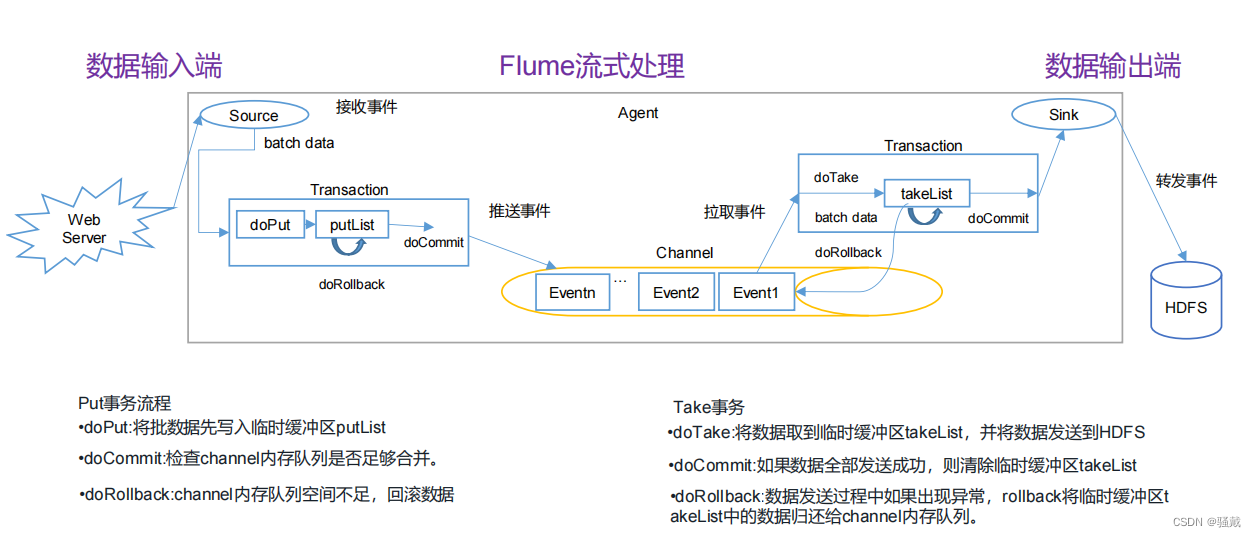 数据输入端
Flume流式处理
数据输出端
Source
接收事件
Agent
Sink
batch data
Transaction
Transaction
doTake
takeList
转发事件
Web
Server
doPut
putList
doCommit
推送事件
拉取事件
batch data
doCommit
doRollback
Channel
doRollback
Eventn
...
Event2
Event1
HDFS
Put事务流程
•doPut:将批数据先写入临时缓冲区putList
•doCommit:检查channel内存队列是否足够合并。
•doRollback:channel内存队列空间不足，回滚数据
Take事务
•doTake:将数据取到临时缓冲区takeList，并将数据发送到HDFS
•doCommit:如果数据全部发送成功，则清除临时缓冲区takeList
•doRollback:数据发送过程中如果出现异常，rollback将临时缓冲区t
akeList中的数据归还给channel内存队列。
CSDN @骚戴